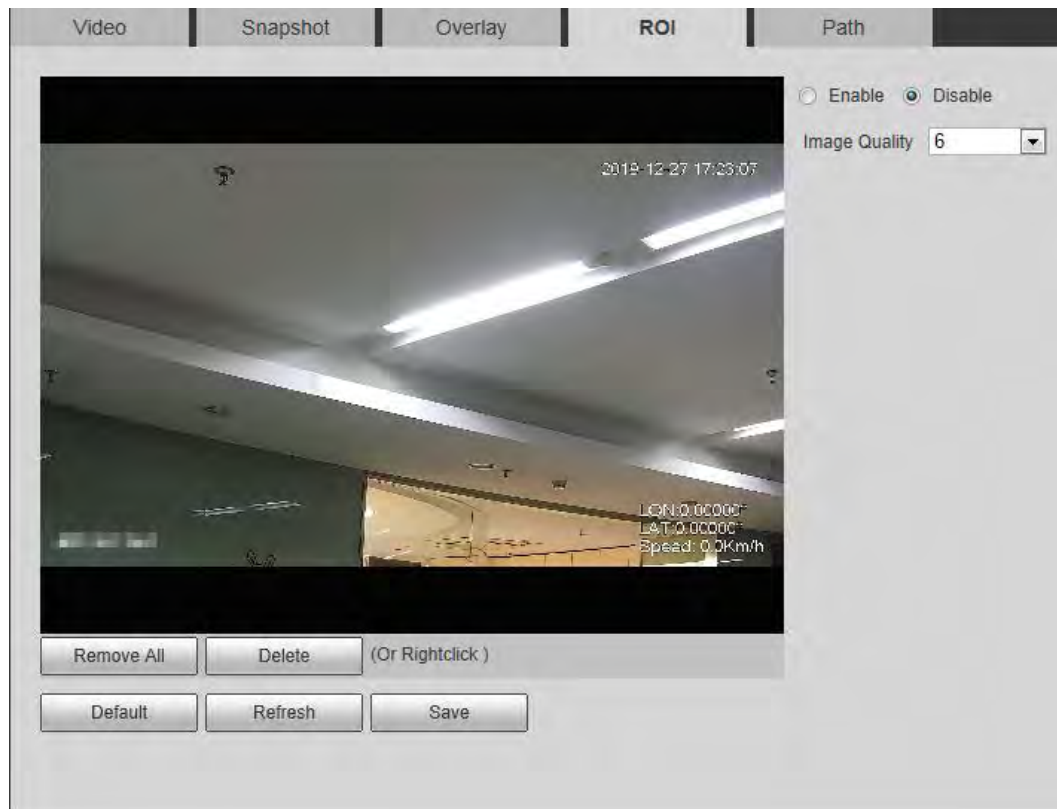 Video Snapshot Overlay ROI Path
Enable Disable
Image Quality 6
2019-12-27 17:23:07
LON:0.00000°
LAT:0.00000°
Speed: 0.0Km/h
Remove All Delete (Or Rightclick )
Default Refresh Save